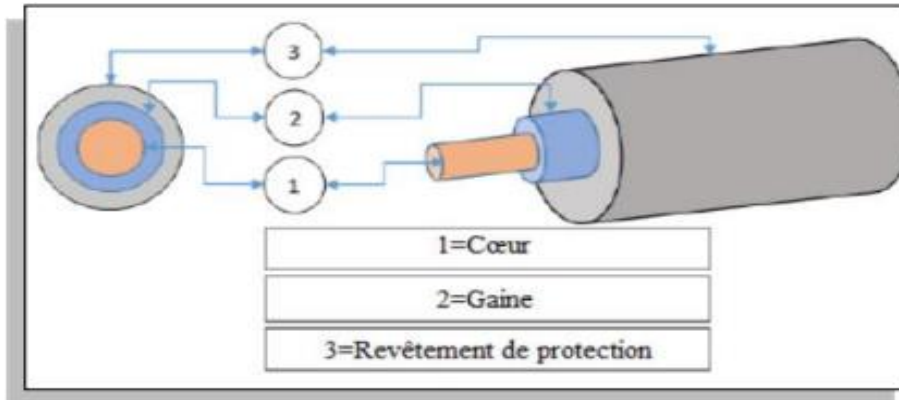 3
2
1
1=Cœur
2=Gaine
3=Revêtement de protection